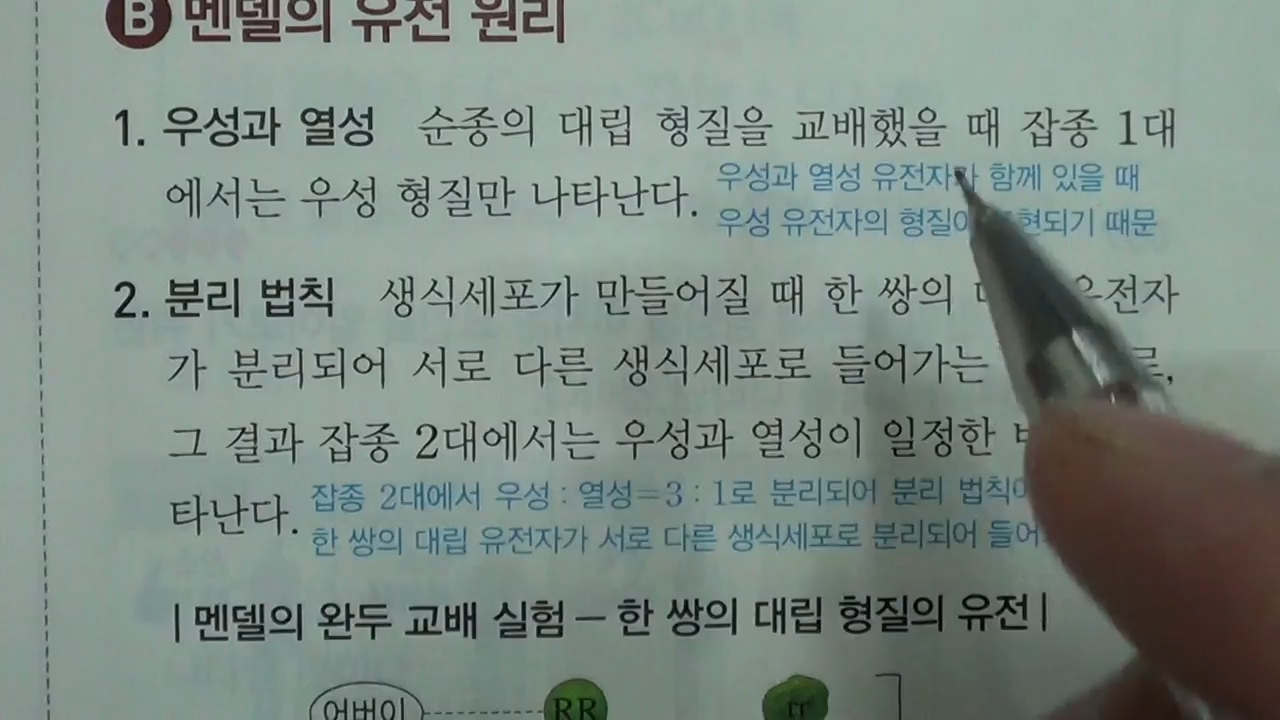 B 멘델의 유전 원리
1. 우성과 열성 순종의 대립 형질을 교배했을 때 잡종 1대
에서는 우성 형질만 나타난다. 우성과 열성 유전자가 함께 있을 때
우성 유전자의 형질이 표현되기 때문
2. 분리 법칙 생식세포가 만들어질 때 한 쌍의 유전자
가 분리되어 서로 다른 생식세포로 들어가는
그 결과 잡종 2대에서는 우성과 열성이 일정한
타난다. 잡종 2대에서 우성 : 열성=3 : 1로 분리되어 분리 법칙이
한 쌍의 대립 유전자가 서로 다른 생식세포로 분리되어
|멘델의 완두 교배 실험 – 한 쌍의 대립 형질의 유전|
어버이 RR rr